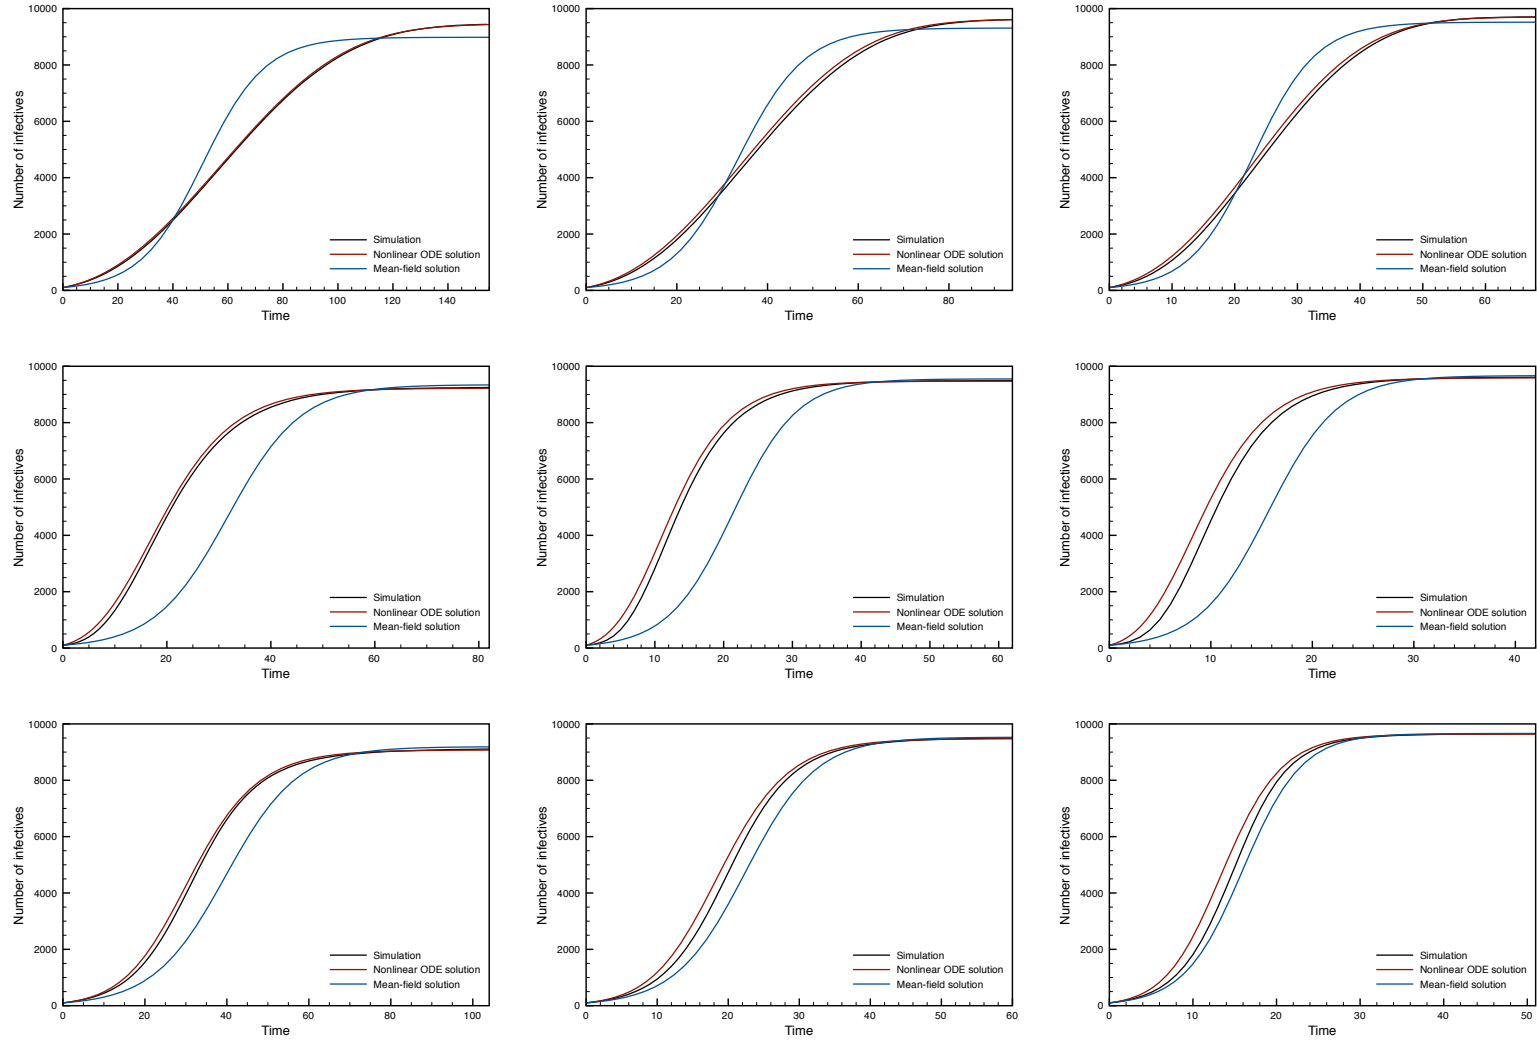 10000
8000
6000
4000
2000
0
Number of infectives
Simulation
Nonlinear ODE solution
Mean-field solution
0 20 40 60 80 100 120 140
Time
10000
8000
6000
4000
2000
0
Number of infectives
Simulation
Nonlinear ODE solution
Mean-field solution
0 20 40 60 80
Time
10000
8000
6000
4000
2000
0
Number of infectives
Simulation
Nonlinear ODE solution
Mean-field solution
0 10 20 30 40 50 60
Time
10000
8000
6000
4000
2000
0
Number of infectives
Simulation
Nonlinear ODE solution
Mean-field solution
0 20 40 60 80
Time
10000
8000
6000
4000
2000
0
Number of infectives
Simulation
Nonlinear ODE solution
Mean-field solution
0 10 20 30 40 50 60
Time
10000
8000
6000
4000
2000
0
Number of infectives
Simulation
Nonlinear ODE solution
Mean-field solution
0 10 20 30 40
Time
10000
8000
6000
4000
2000
0
Number of infectives
Simulation
Nonlinear ODE solution
Mean-field solution
0 20 40 60 80 100
Time
10000
8000
6000
4000
2000
0
Number of infectives
Simulation
Nonlinear ODE solution
Mean-field solution
0 10 20 30 40 50 60
Time
10000
8000
6000
4000
2000
0
Number of infectives
Simulation
Nonlinear ODE solution
Mean-field solution
0 10 20 30 40 50
Time